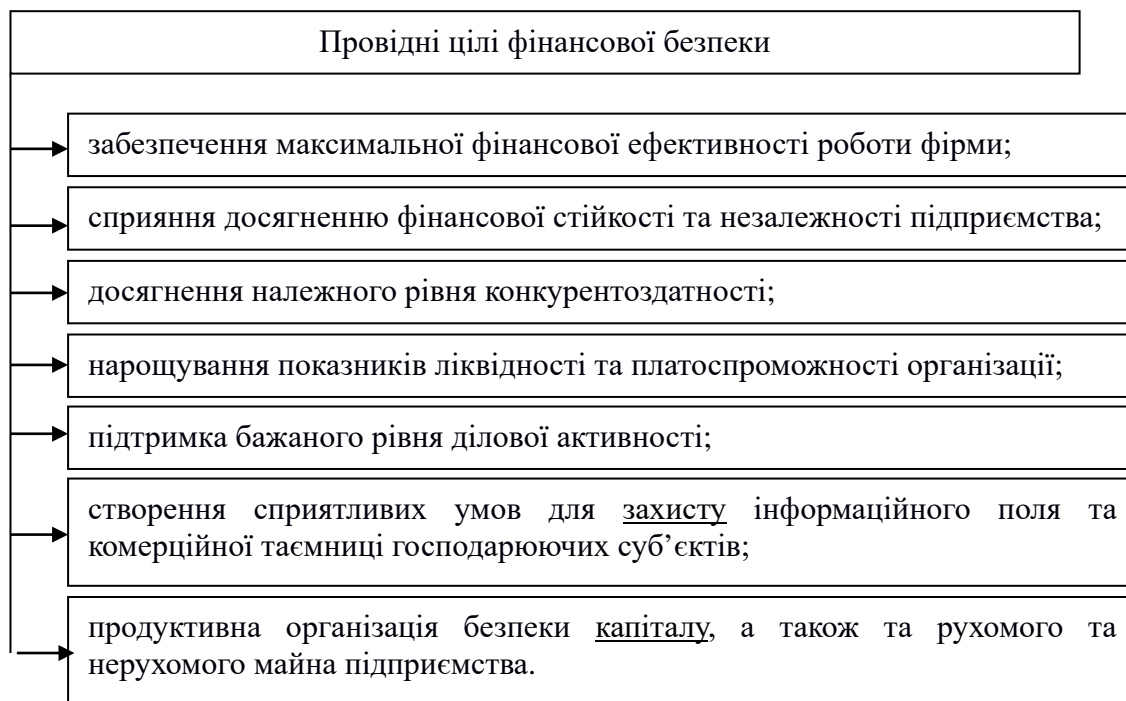 Провідні цілі фінансової безпеки
забезпечення максимальної фінансової ефективності роботи фірми;
сприяння досягненню фінансової стійкості та незалежності підприємства;
досягнення належного рівня конкурентоздатності;
нарощування показників ліквідності та платоспроможності організації;
підтримка бажаного рівня ділової активності;
створення сприятливих умов для захисту інформаційного поля та
комерційної таємниці господарюючих суб’єктів;
продуктивна організація безпеки капіталу, а також та рухомого та
нерухомого майна підприємства.